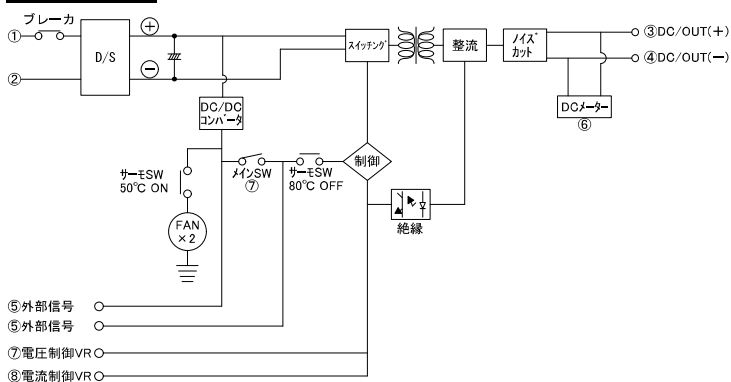 ブレーカ
①
②
D/S
+
−
スイッチング
整流
ノイズ
カット
③DC/OUT(+)
④DC/OUT(−)
DCメーター
⑥
DC/DC
コンバータ
サーモSW
50℃ ON
メインSW
⑦
サーモSW
80℃ OFF
制御
FAN
×2
絶縁
⑤外部信号
⑤外部信号
⑦電圧制御VR
⑧電流制御VR